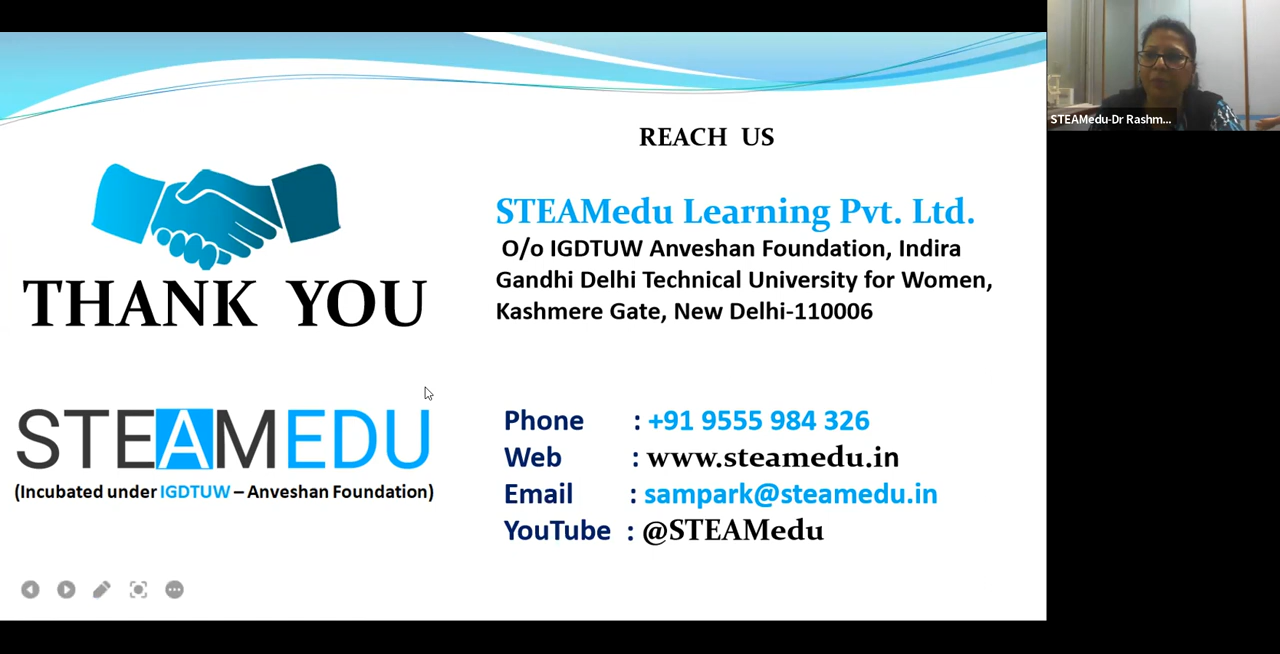 REACH US
STEAMedu Learning Pvt. Ltd.
O/o IGDTUW Anveshan Foundation, Indira
Gandhi Delhi Technical University for Women,
Kashmere Gate, New Delhi-110006
THANK YOU
STEAMEDU
(Incubated under IGDTUW – Anveshan Foundation)
Phone : +91 9555 984 326
Web : www.steamedu.in
Email : sampark@steamedu.in
YouTube : @STEAMedu
STEAMedu-Dr Rashm...